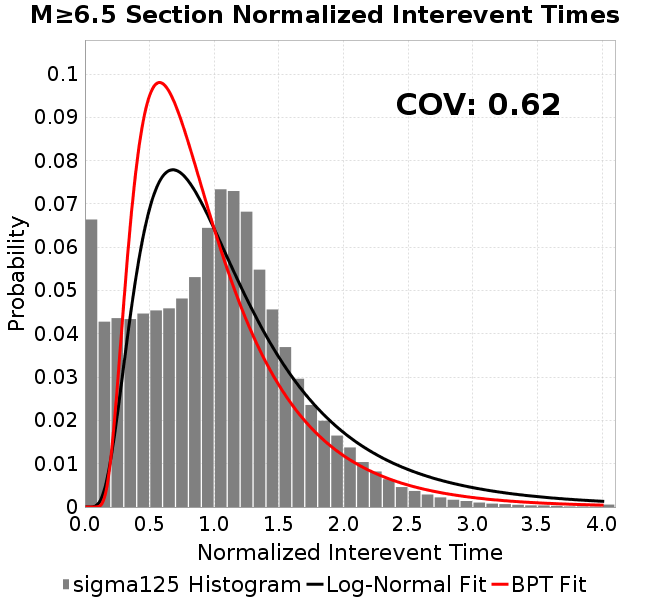 M≥6.5 Section Normalized Interevent Times
COV: 0.62
Probability
0.1
0.09
0.08
0.07
0.06
0.05
0.04
0.03
0.02
0.01
0
0.0 0.5 1.0 1.5 2.0 2.5 3.0 3.5 4.0
Normalized Interevent Time
sigma125 Histogram Log-Normal Fit BPT Fit